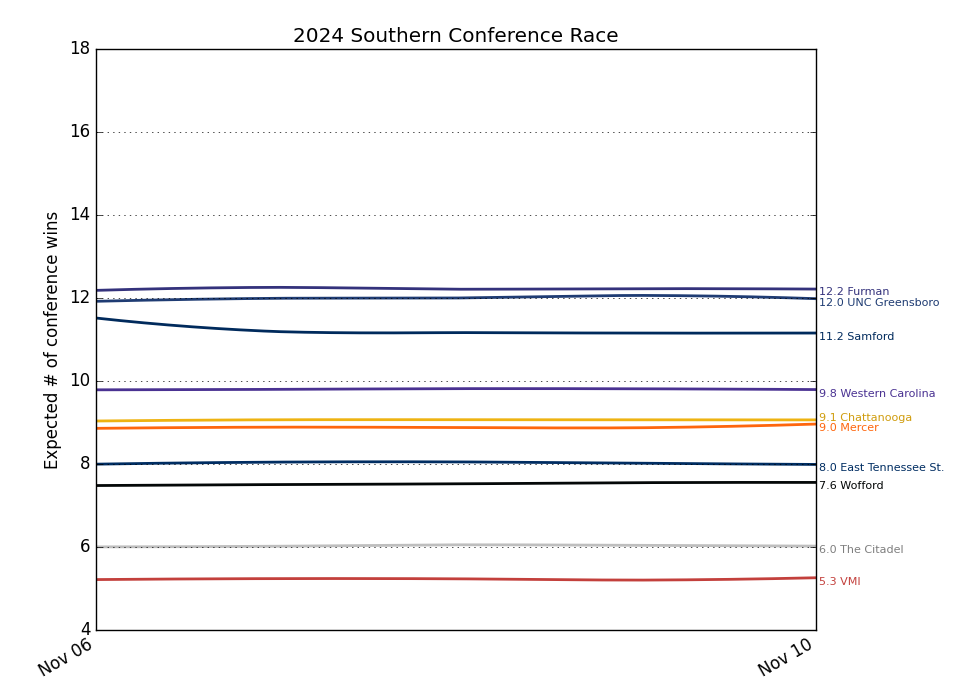 2024 Southern Conference Race
Expected # of conference wins
18
16
14
12
10
8
6
4
Nov 06
Nov 10
12.2 Furman
12.0 UNC Greensboro
11.2 Samford
9.8 Western Carolina
9.1 Chattanooga
9.0 Mercer
8.0 East Tennessee St.
7.6 Wofford
6.0 The Citadel
5.3 VMI